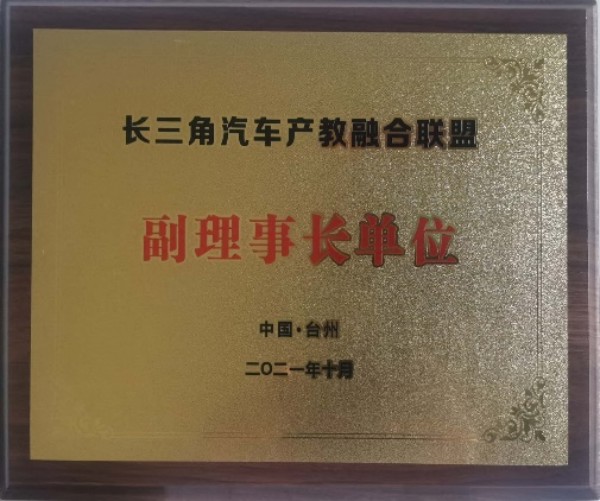 长三角汽车产教融合联盟
副理事长单位
中国·台州
二〇二一年十月